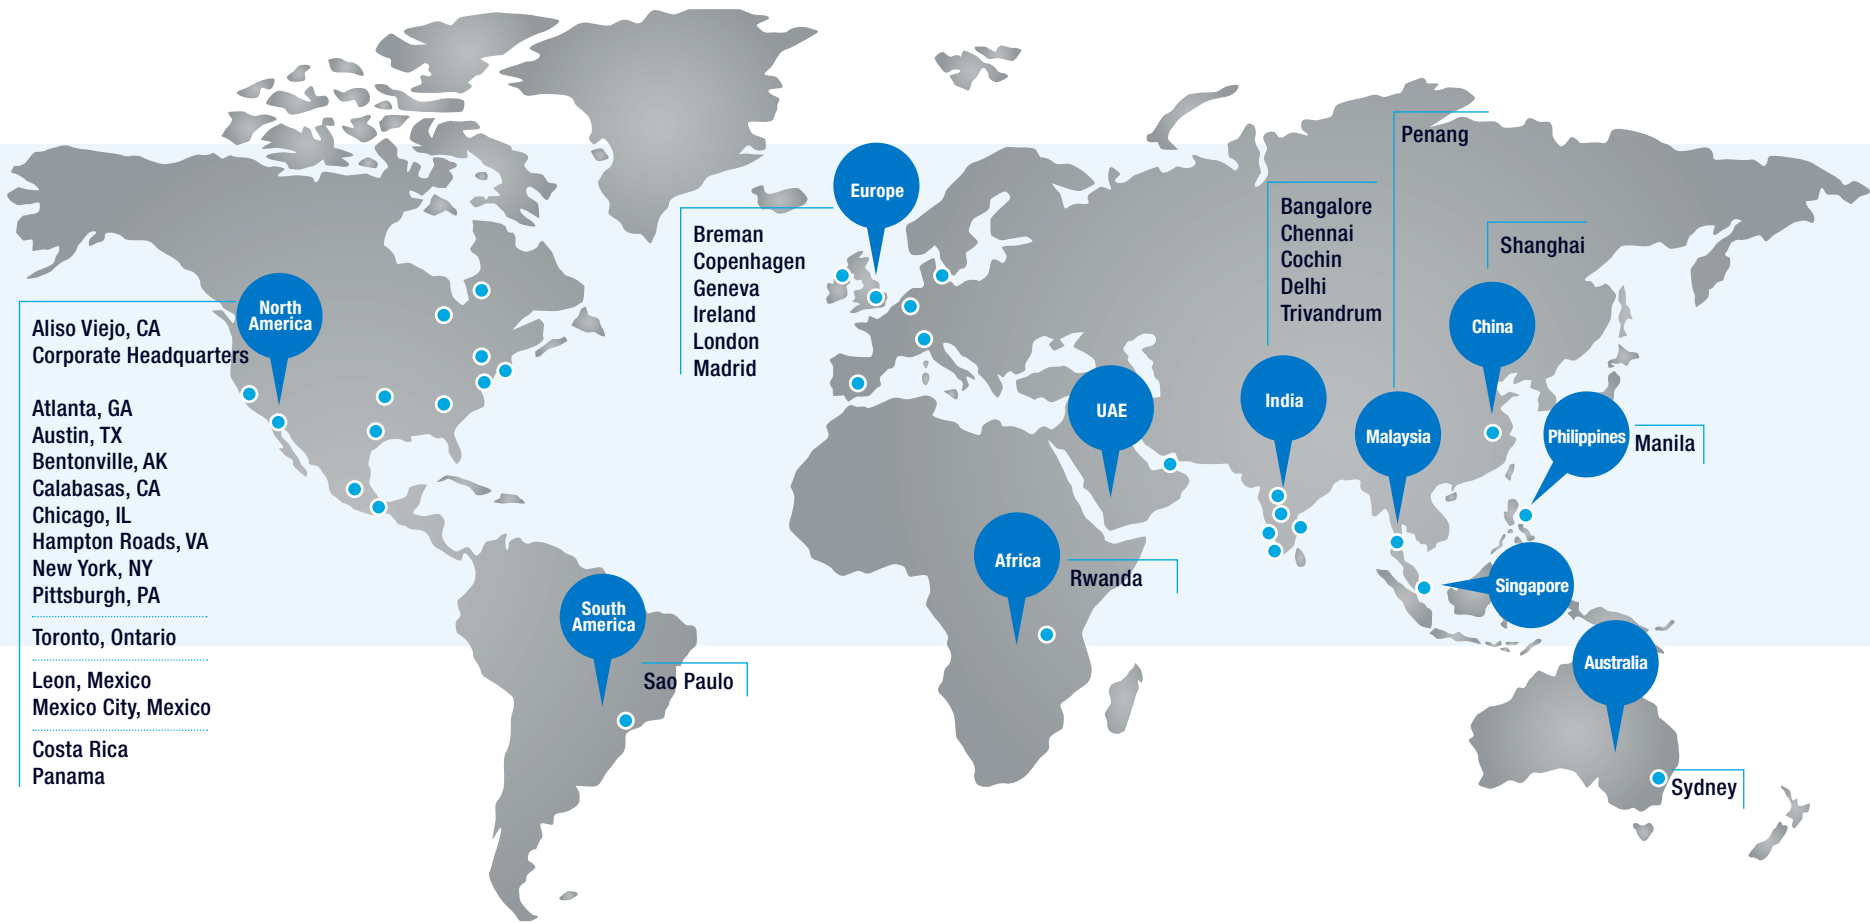 North
America
Aliso Viejo, CA
Corporate Headquarters
Atlanta, GA
Austin, TX
Bentonville, AK
Calabasas, CA
Chicago, IL
Hampton Roads, VA
New York, NY
Pittsburgh, PA
Toronto, Ontario
Leon, Mexico
Mexico City, Mexico
Costa Rica
Panama
South
America
Sao Paulo
Europe
Breman
Copenhagen
Geneva
Ireland
London
Madrid
Africa
Rwanda
UAE
India
Bangalore
Chennai
Cochin
Delhi
Trivandrum
Malaysia
Penang
China
Shanghai
Philippines
Manila
Singapore
Australia
Sydney